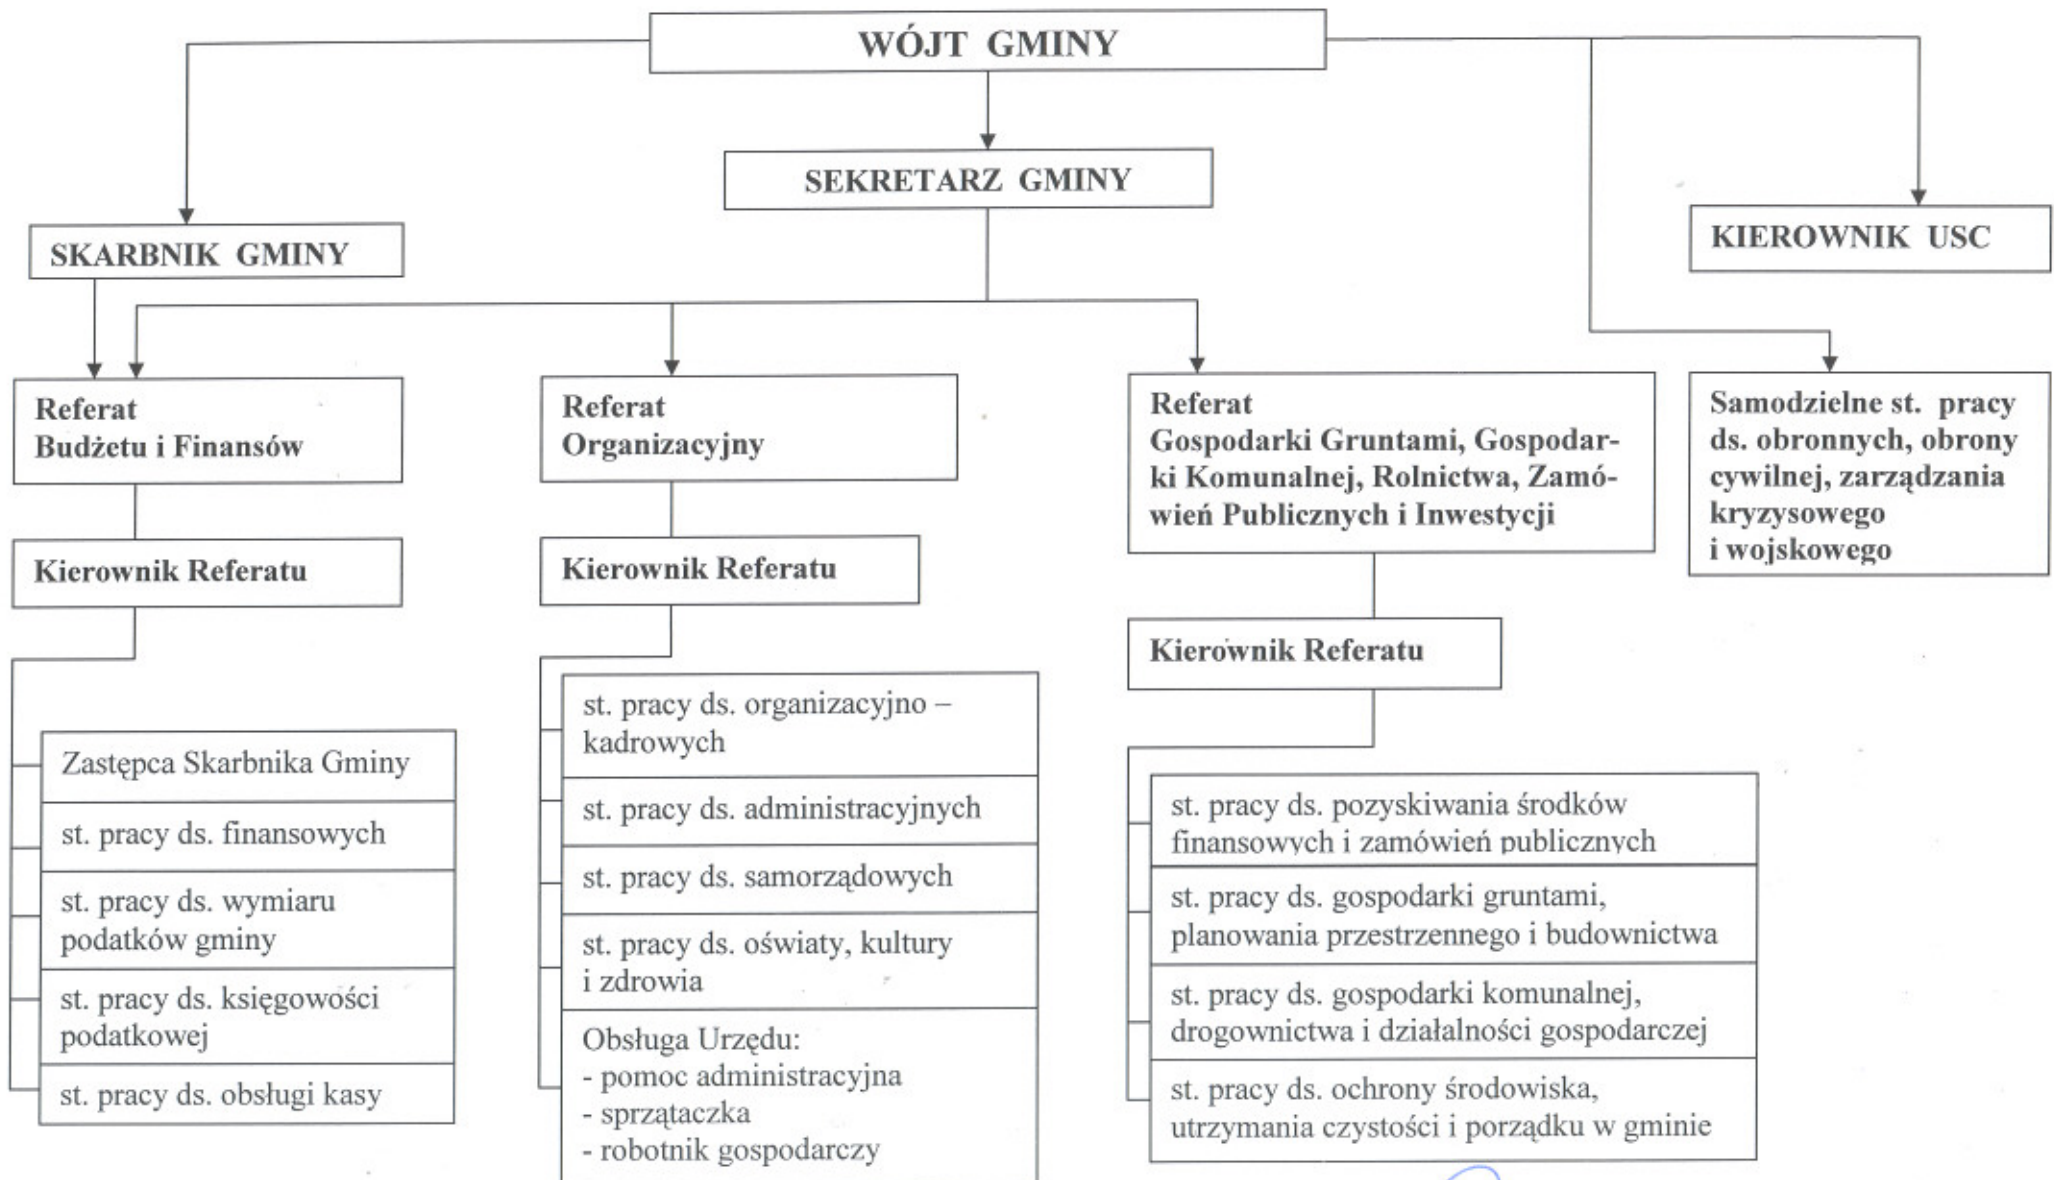 WÓJT GMINY
SEKRETARZ GMINY
SKARBNIK GMINY
KIEROWNIK USC
Referat
Budżetu i Finansów
Kierownik Referatu
Zastępca Skarbnika Gminy
st. pracy ds. finansowych
st. pracy ds. wymiaru
podatków gminy
st. pracy ds. księgowości
podatkowej
st. pracy ds. obsługi kasy
Referat
Organizacyjny
Kierownik Referatu
st. pracy ds. organizacyjno –
kadrowych
st. pracy ds. administracyjnych
st. pracy ds. samorządowych
st. pracy ds. oświaty, kultury
i zdrowia
Obsługa Urzędu:
- pomoc administracyjna
- sprzątaczka
- robotnik gospodarczy
Referat
Gospodarki Gruntami, Gospodar-
ki Komunalnej, Rolnictwa, Zamó-
wień Publicznych i Inwestycji
Kierownik Referatu
st. pracy ds. pozyskiwania środków
finansowych i zamówień publicznych
st. pracy ds. gospodarki gruntami,
planowania przestrzennego i budownictwa
st. pracy ds. gospodarki komunalnej,
drogownictwa i działalności gospodarczej
st. pracy ds. ochrony środowiska,
utrzymania czystości i porządku w gminie
Samodzielne st. pracy
ds. obronnych, obrony
cywilnej, zarządzania
kryzysowego
i wojskowego